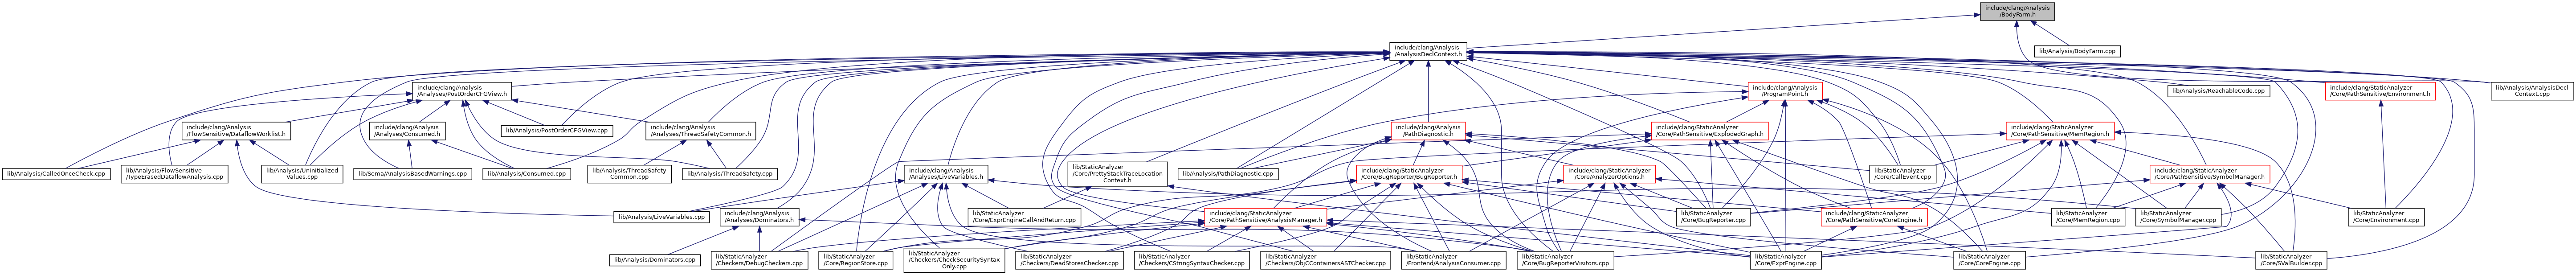 include/clang/Analysis
/BodyFarm.h
include/clang/Analysis
/AnalysisDeclContext.h
lib/Analysis/BodyFarm.cpp
include/clang/Analysis
/Analyses/PostOrderCFGView.h
include/clang/Analysis
/ProgramPoint.h
lib/Analysis/ReachableCode.cpp
include/clang/StaticAnalyzer
/Core/PathSensitive/Environment.h
lib/Analysis/AnalysisDecl
Context.cpp
include/clang/Analysis
/FlowSensitive/DataflowWorklist.h
include/clang/Analysis
/Analyses/Consumed.h
lib/Analysis/PostOrderCFGView.cpp
include/clang/Analysis
/Analyses/ThreadSafetyCommon.h
include/clang/Analysis
/PathDiagnostic.h
include/clang/StaticAnalyzer
/Core/PathSensitive/ExplodedGraph.h
include/clang/StaticAnalyzer
/Core/PathSensitive/MemRegion.h
lib/Analysis/CalledOnceCheck.cpp
lib/Analysis/FlowSensitive
/TypeErasedDataflowAnalysis.cpp
lib/Analysis/Uninitialized
Values.cpp
lib/Sema/AnalysisBasedWarnings.cpp
lib/Analysis/Consumed.cpp
lib/Analysis/ThreadSafety
Common.cpp
lib/Analysis/ThreadSafety.cpp
include/clang/Analysis
/Analyses/LiveVariables.h
lib/StaticAnalyzer
/Core/PrettyStackTraceLocation
Context.h
lib/Analysis/PathDiagnostic.cpp
include/clang/StaticAnalyzer
/Core/BugReporter/BugReporter.h
include/clang/StaticAnalyzer
/Core/AnalyzerOptions.h
lib/StaticAnalyzer
/Core/CallEvent.cpp
include/clang/StaticAnalyzer
/Core/PathSensitive/SymbolManager.h
lib/Analysis/LiveVariables.cpp
include/clang/Analysis
/Analyses/Dominators.h
lib/StaticAnalyzer
/Core/ExprEngineCallAndReturn.cpp
include/clang/StaticAnalyzer
/Core/PathSensitive/AnalysisManager.h
lib/StaticAnalyzer
/Core/BugReporter.cpp
include/clang/StaticAnalyzer
/Core/PathSensitive/CoreEngine.h
lib/StaticAnalyzer
/Core/MemRegion.cpp
lib/StaticAnalyzer
/Core/SymbolManager.cpp
lib/StaticAnalyzer
/Core/Environment.cpp
lib/Analysis/Dominators.cpp
lib/StaticAnalyzer
/Checkers/DebugCheckers.cpp
lib/StaticAnalyzer
/Core/RegionStore.cpp
lib/StaticAnalyzer
/Checkers/CheckSecuritySyntax
Only.cpp
lib/StaticAnalyzer
/Checkers/DeadStoresChecker.cpp
lib/StaticAnalyzer
/Checkers/CStringSyntaxChecker.cpp
lib/StaticAnalyzer
/Checkers/ObjCContainersASTChecker.cpp
lib/StaticAnalyzer
/Frontend/AnalysisConsumer.cpp
lib/StaticAnalyzer
/Core/BugReporterVisitors.cpp
lib/StaticAnalyzer
/Core/ExprEngine.cpp
lib/StaticAnalyzer
/Core/CoreEngine.cpp
lib/StaticAnalyzer
/Core/SValBuilder.cpp